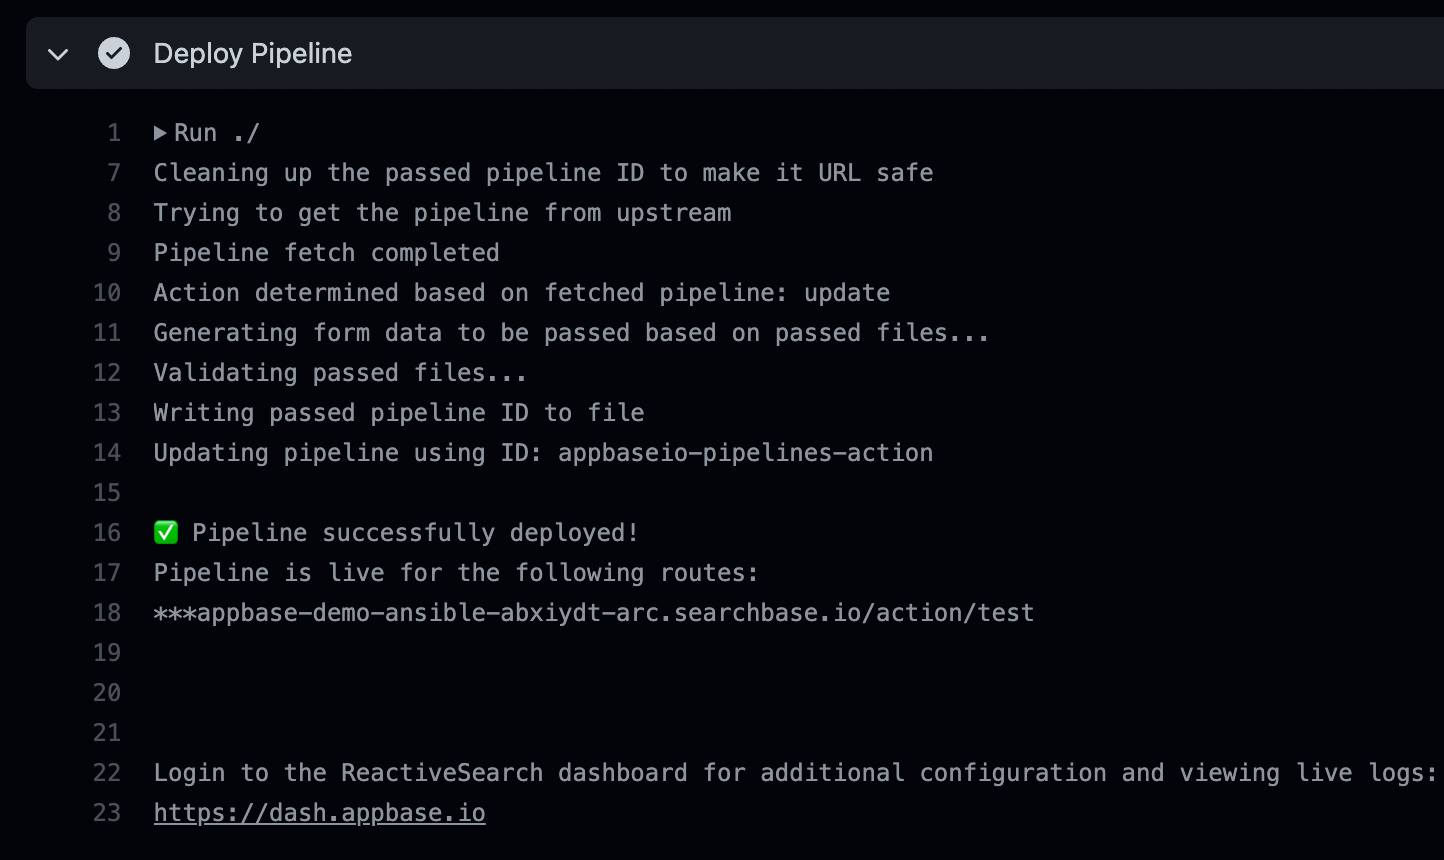 Deploy Pipeline
1 Run ./
7 Cleaning up the passed pipeline ID to make it URL safe
8 Trying to get the pipeline from upstream
9 Pipeline fetch completed
10 Action determined based on fetched pipeline: update
11 Generating form data to be passed based on passed files...
12 Validating passed files...
13 Writing passed pipeline ID to file
14 Updating pipeline using ID: appbaseio-pipelines-action
15
16 ✅ Pipeline successfully deployed!
17 Pipeline is live for the following routes:
18 ***appbase-demo-ansible-abxiydt-arc.searchbase.io/action/test
19
20
21
22 Login to the ReactiveSearch dashboard for additional configuration and viewing live logs:
23 https://dash.appbase.io